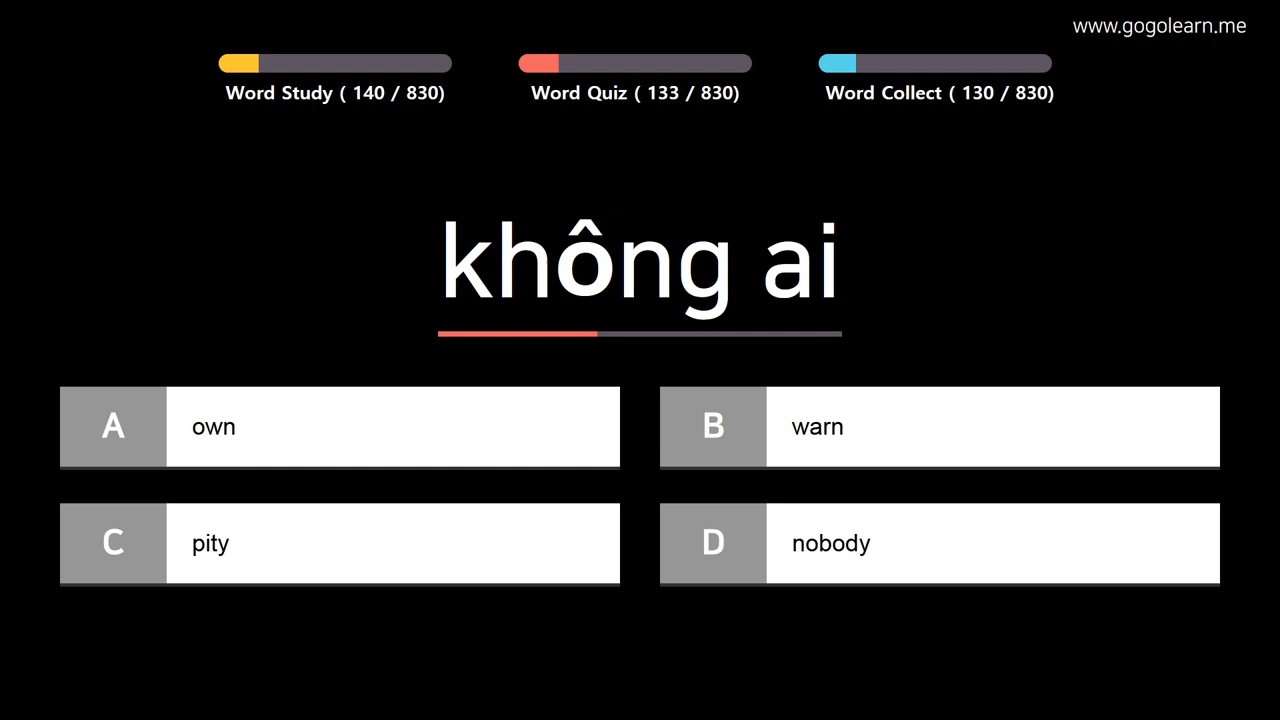 www.gogolearn.me
Word Study ( 140 / 830)
Word Quiz ( 133 / 830)
Word Collect ( 130 / 830)
không ai
A own
B warn
C pity
D nobody